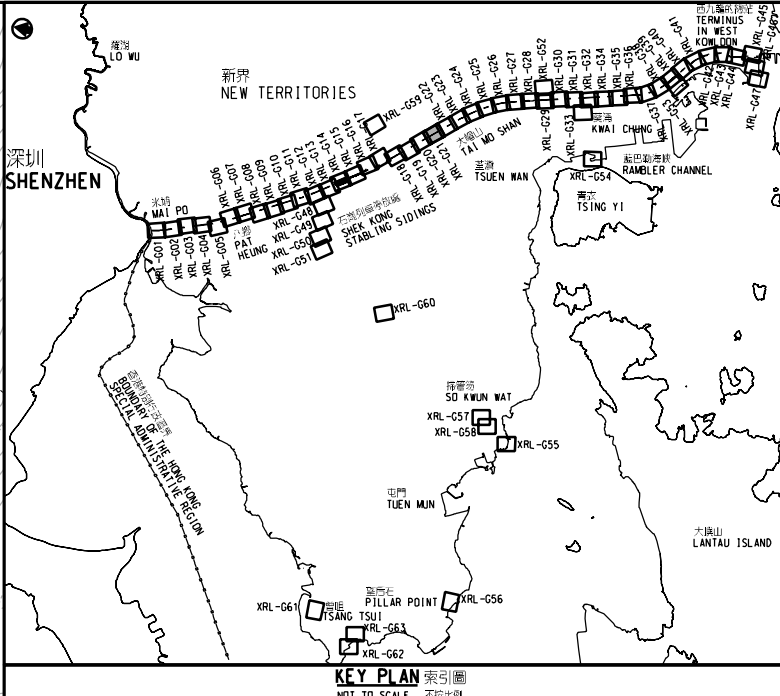 羅湖
LO WU
新界
NEW TERRITORIES
深圳
SHENZHEN
米埔
MAI PO
XRL-G01
XRL-G02
XRL-G03
XRL-G04
XRL-G05
XRL-G06
XRL-G07
XRL-G08
XRL-G09
XRL-G10
XRL-G11
XRL-G12
XRL-G13
XRL-G14
XRL-G15
XRL-G16
XRL-G17
XRL-G59
XRL-G18
XRL-G19
XRL-G20
XRL-G21
XRL-G22
XRL-G23
XRL-G24
XRL-G25
XRL-G26
XRL-G27
XRL-G28
XRL-G52
XRL-G29
XRL-G30
XRL-G31
XRL-G32
XRL-G33
XRL-G34
XRL-G35
XRL-G36
XRL-G37
XRL-G38
XRL-G39
XRL-G40
XRL-G41
XRL-G53
XRL-G42
XRL-G43
XRL-G44
XRL-G45
XRL-G46
XRL-G47
TERMINUS
IN WEST
KOWLOON
八鄉
PAT
HEUNG
XRL-G48
XRL-G49
XRL-G50
XRL-G51
石崗列車停放處
SHEK KONG
STABLING SIDINGS
大帽山
TAI MO SHAN
荃灣
TSUEN WAN
葵涌
KWAI CHUNG
XRL-G54
藍巴勒海峽
RAMBLER CHANNEL
青衣
TSING YI
XRL-G60
香港特別行政區界
BOUNDARY OF THE HONG KONG
SPECIAL ADMINISTRATIVE REGION
掃管笏
SO KWUN WAT
XRL-G57
XRL-G58
XRL-G55
屯門
TUEN MUN
大嶼山
LANTAU ISLAND
望后石
PILLAR POINT
XRL-G56
XRL-G61
曾咀
TSANG TSUI
XRL-G63
XRL-G62
KEY PLAN 索引圖
NOT TO SCALE 不按比例